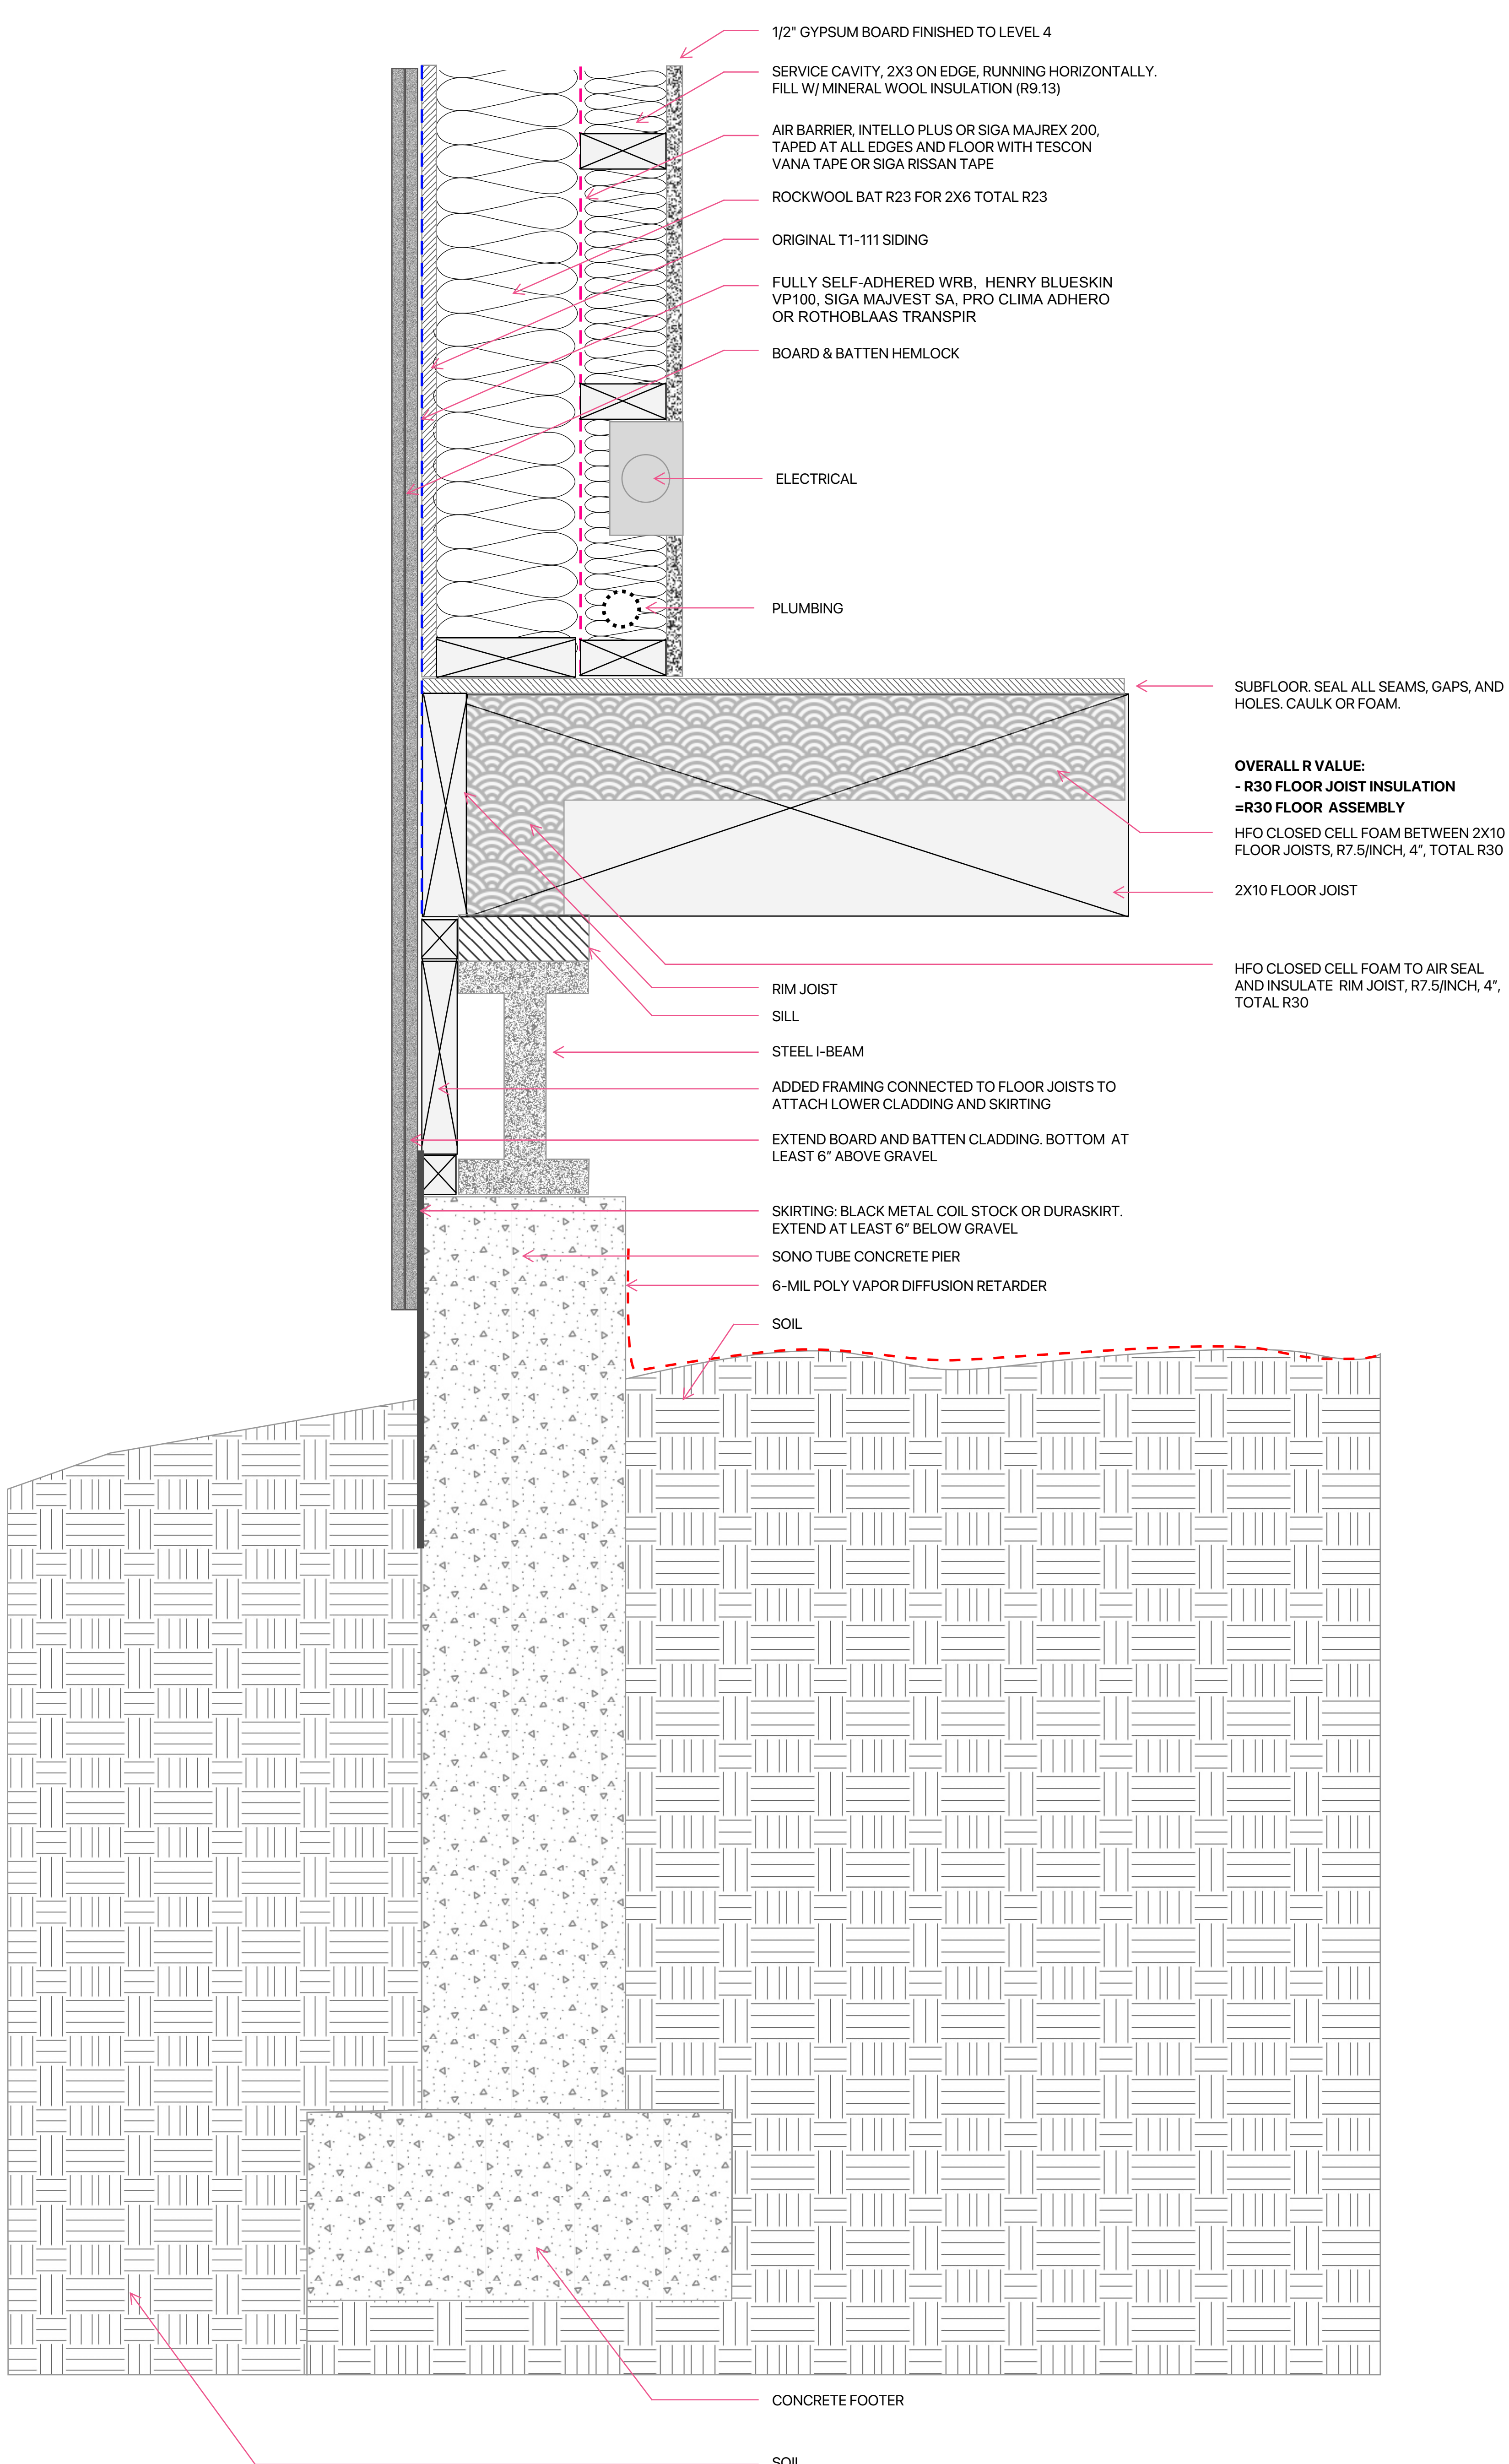 1/2" GYPSUM BOARD FINISHED TO LEVEL 4
SERVICE CAVITY, 2X3 ON EDGE, RUNNING HORIZONTALLY.
FILL W/ MINERAL WOOL INSULATION (R9.13)
AIR BARRIER, INTELLO PLUS OR SIGA MAJREX 200,
TAPED AT ALL EDGES AND FLOOR WITH TESCON
VANA TAPE OR SIGA RISSAN TAPE
ROCKWOOL BAT R23 FOR 2X6 TOTAL R23
ORIGINAL T1-111 SIDING
FULLY SELF-ADHERED WRB, HENRY BLUESKIN
VP100, SIGA MAJVEST SA, PRO CLIMA ADHERO
OR ROTHOBLAAS TRANSPIR
BOARD & BATTEN HEMLOCK
ELECTRICAL
PLUMBING
SUBFLOOR. SEAL ALL SEAMS, GAPS, AND
HOLES. CAULK OR FOAM.
OVERALL R VALUE:
- R30 FLOOR JOIST INSULATION
=R30 FLOOR ASSEMBLY
HFO CLOSED CELL FOAM BETWEEN 2X10
FLOOR JOISTS, R7.5/INCH, 4”, TOTAL R30
2X10 FLOOR JOIST
HFO CLOSED CELL FOAM TO AIR SEAL
AND INSULATE RIM JOIST, R7.5/INCH, 4”,
TOTAL R30
RIM JOIST
SILL
STEEL I-BEAM
ADDED FRAMING CONNECTED TO FLOOR JOISTS TO
ATTACH LOWER CLADDING AND SKIRTING
EXTEND BOARD AND BATTEN CLADDING. BOTTOM AT
LEAST 6” ABOVE GRAVEL
SKIRTING: BLACK METAL COIL STOCK OR DURASKIRT.
EXTEND AT LEAST 6” BELOW GRAVEL
SONO TUBE CONCRETE PIER
6-MIL POLY VAPOR DIFFUSION RETARDER
SOIL
CONCRETE FOOTER
SOIL